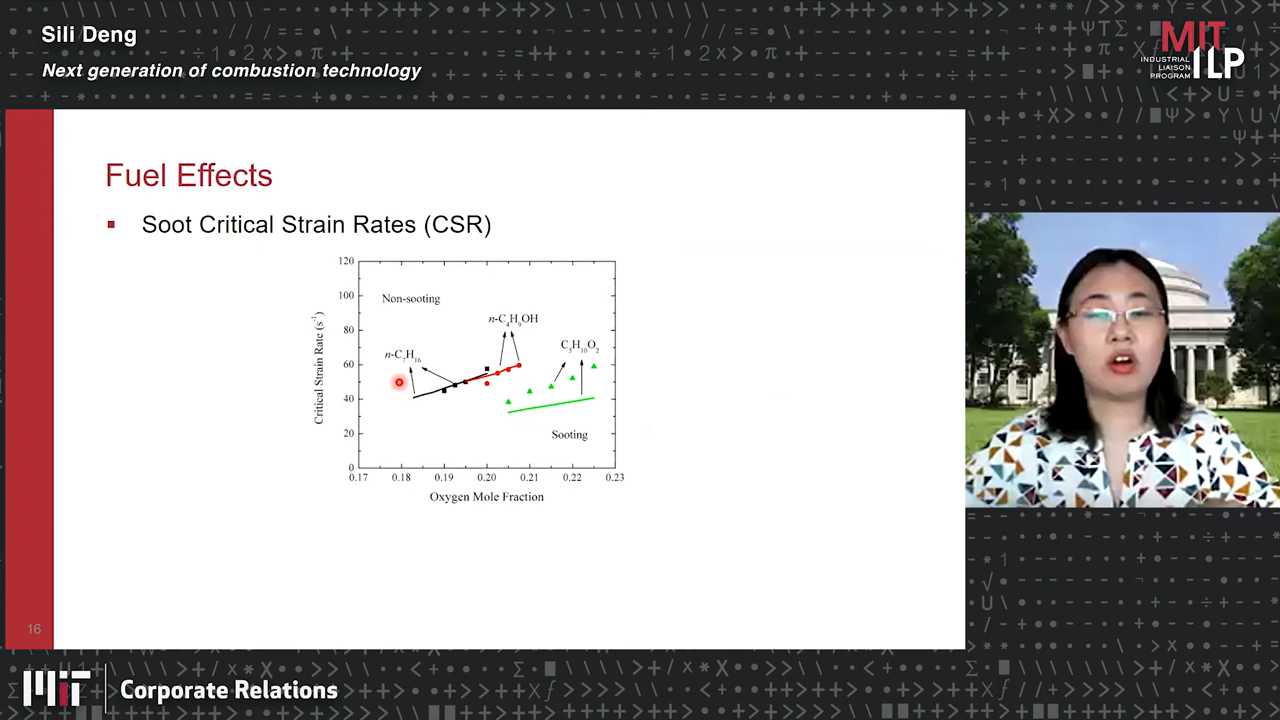 Sili Deng
Next generation of combustion technology
MIT
INDUSTRIAL
LIAISON
PROGRAM
ILP
Fuel Effects
▪ Soot Critical Strain Rates (CSR)
120
100
80
60
40
20
0
Critical Strain Rate (s⁻¹)
Non-sooting
n-C₄H₉OH
n-C₇H₁₆
C₅H₁₀O₂
Sooting
0.17 0.18 0.19 0.20 0.21 0.22 0.23
Oxygen Mole Fraction
16
MIT
Corporate Relations